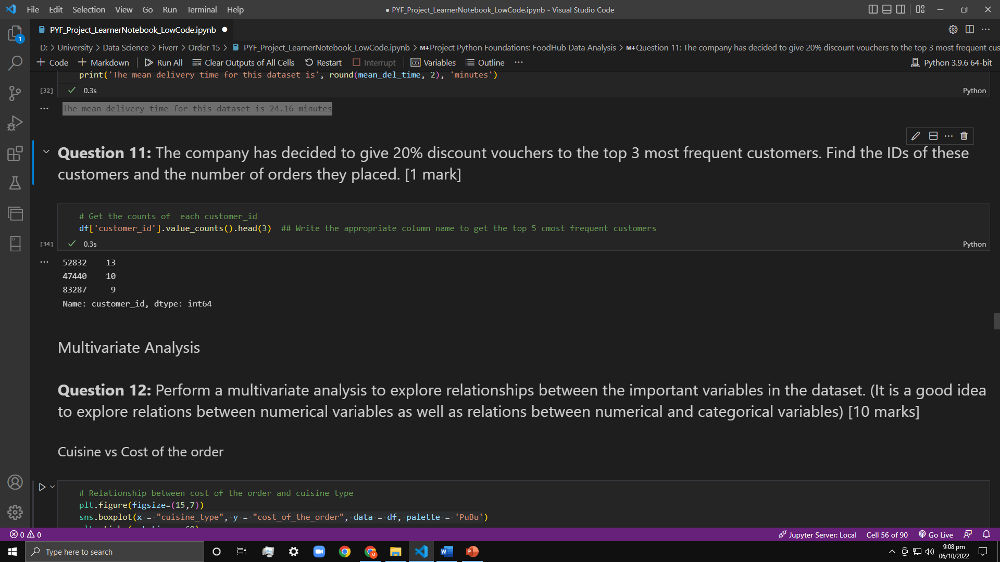 File Edit Selection View Go Run Terminal Help
● PYF_Project_LearnerNotebook_LowCode.ipynb - Visual Studio Code
PYF_Project_LearnerNotebook_LowCode.ipynb ●
D: > University > Data Science > Fiverr > Order 15 > PYF_Project_LearnerNotebook_LowCode.ipynb > M↓Project Python Foundations: FoodHub Data Analysis > M↓Question 11: The company has decided to give 20% discount vouchers to the top 3 most frequent cus
+ Code + Markdown Run All Clear Outputs of All Cells Restart Interrupt Variables Outline ··· Python 3.9.6 64-bit
print('The mean delivery time for this dataset is', round(mean_del_time, 2), 'minutes')
[32] ✓ 0.3s Python
··· The mean delivery time for this dataset is 24.16 minutes
Question 11: The company has decided to give 20% discount vouchers to the top 3 most frequent customers. Find the IDs of these
customers and the number of orders they placed. [1 mark]
# Get the counts of  each customer_id
df['customer_id'].value_counts().head(3)  ## Write the appropriate column name to get the top 5 cmost frequent customers
[34] ✓ 0.3s Python
··· 52832    13
47440    10
83287     9
Name: customer_id, dtype: int64
Multivariate Analysis
Question 12: Perform a multivariate analysis to explore relationships between the important variables in the dataset. (It is a good idea
to explore relations between numerical variables as well as relations between numerical and categorical variables) [10 marks]
Cuisine vs Cost of the order
# Relationship between cost of the order and cuisine type
plt.figure(figsize=(15,7))
sns.boxplot(x = "cuisine_type", y = "cost_of_the_order", data = df, palette = 'PuBu')
0 0 Jupyter Server: Local Cell 56 of 90 Go Live
Type here to search
9:08 pm
06/10/2022
1